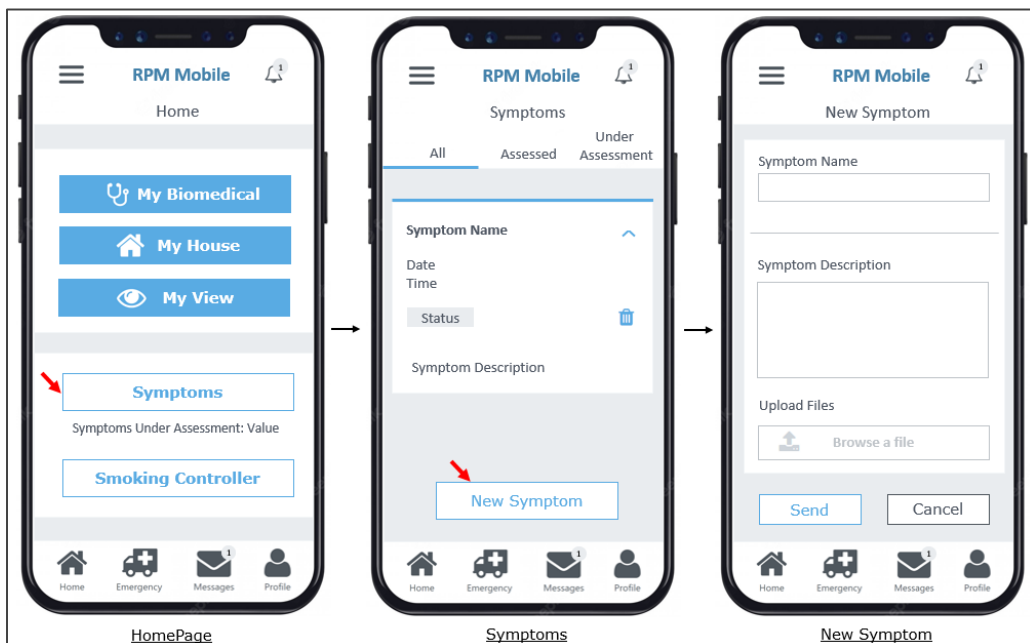 1
RPM Mobile
Home
My Biomedical
My House
My View
Symptoms
Symptoms Under Assessment: Value
Smoking Controller
1
Home
Emergency
Messages
Profile
HomePage
1
RPM Mobile
Symptoms
All
Assessed
Under
Assessment
Symptom Name
Date
Time
Status
Symptom Description
New Symptom
1
Home
Emergency
Messages
Profile
Symptoms
1
RPM Mobile
New Symptom
Symptom Name
Symptom Description
Upload Files
Browse a file
Send
Cancel
1
Home
Emergency
Messages
Profile
New Symptom